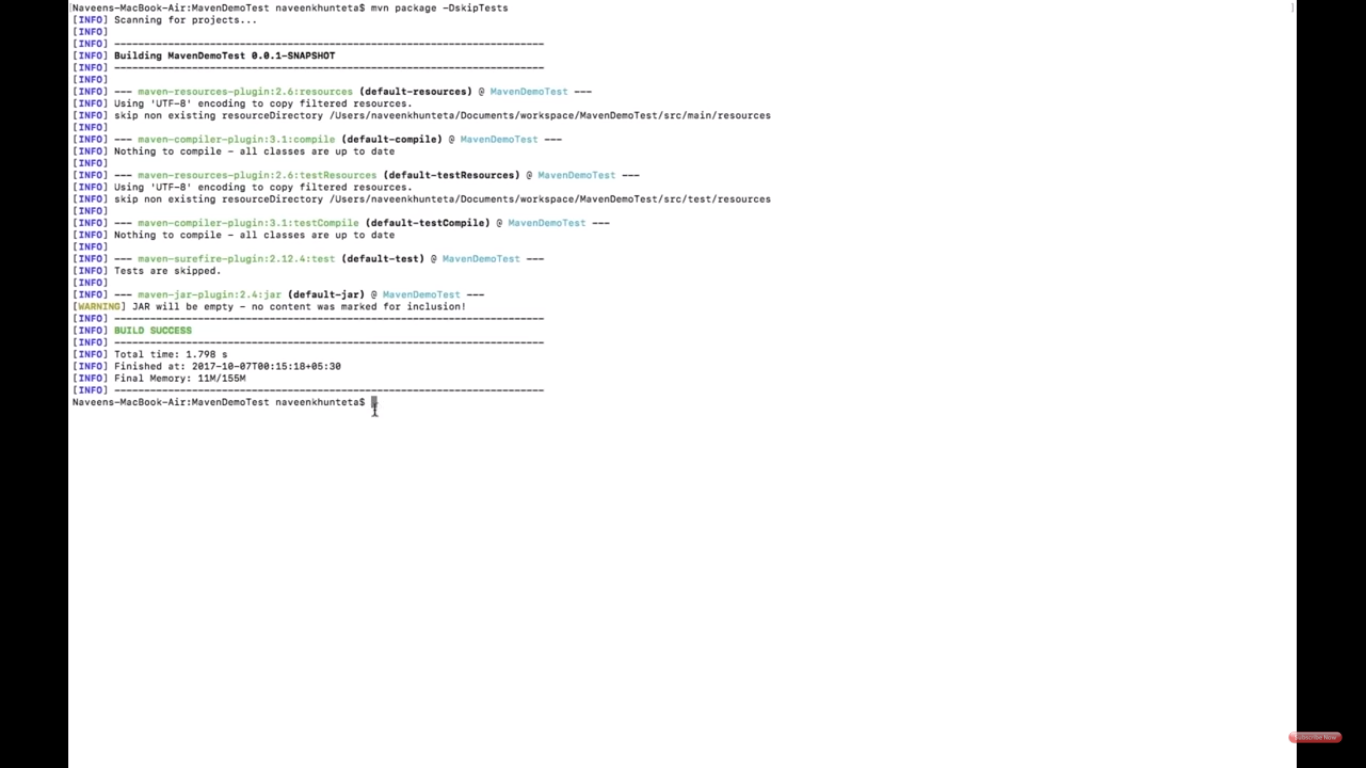 Naveens-MacBook-Air:MavenDemoTest naveenkhunteta$ mvn package -DskipTests
[INFO] Scanning for projects...
[INFO]
[INFO] ------------------------------------------------------------------------
[INFO] Building MavenDemoTest 0.0.1-SNAPSHOT
[INFO] ------------------------------------------------------------------------
[INFO]
[INFO] --- maven-resources-plugin:2.6:resources (default-resources) @ MavenDemoTest ---
[INFO] Using 'UTF-8' encoding to copy filtered resources.
[INFO] skip non existing resourceDirectory /Users/naveenkhunteta/Documents/workspace/MavenDemoTest/src/main/resources
[INFO]
[INFO] --- maven-compiler-plugin:3.1:compile (default-compile) @ MavenDemoTest ---
[INFO] Nothing to compile - all classes are up to date
[INFO]
[INFO] --- maven-resources-plugin:2.6:testResources (default-testResources) @ MavenDemoTest ---
[INFO] Using 'UTF-8' encoding to copy filtered resources.
[INFO] skip non existing resourceDirectory /Users/naveenkhunteta/Documents/workspace/MavenDemoTest/src/test/resources
[INFO]
[INFO] --- maven-compiler-plugin:3.1:testCompile (default-testCompile) @ MavenDemoTest ---
[INFO] Nothing to compile - all classes are up to date
[INFO]
[INFO] --- maven-surefire-plugin:2.12.4:test (default-test) @ MavenDemoTest ---
[INFO] Tests are skipped.
[INFO]
[INFO] --- maven-jar-plugin:2.4:jar (default-jar) @ MavenDemoTest ---
[WARNING] JAR will be empty - no content was marked for inclusion!
[INFO] ------------------------------------------------------------------------
[INFO] BUILD SUCCESS
[INFO] ------------------------------------------------------------------------
[INFO] Total time: 1.798 s
[INFO] Finished at: 2017-10-07T00:15:18+05:30
[INFO] Final Memory: 11M/155M
[INFO] ------------------------------------------------------------------------
Naveens-MacBook-Air:MavenDemoTest naveenkhunteta$
Subscribe Now